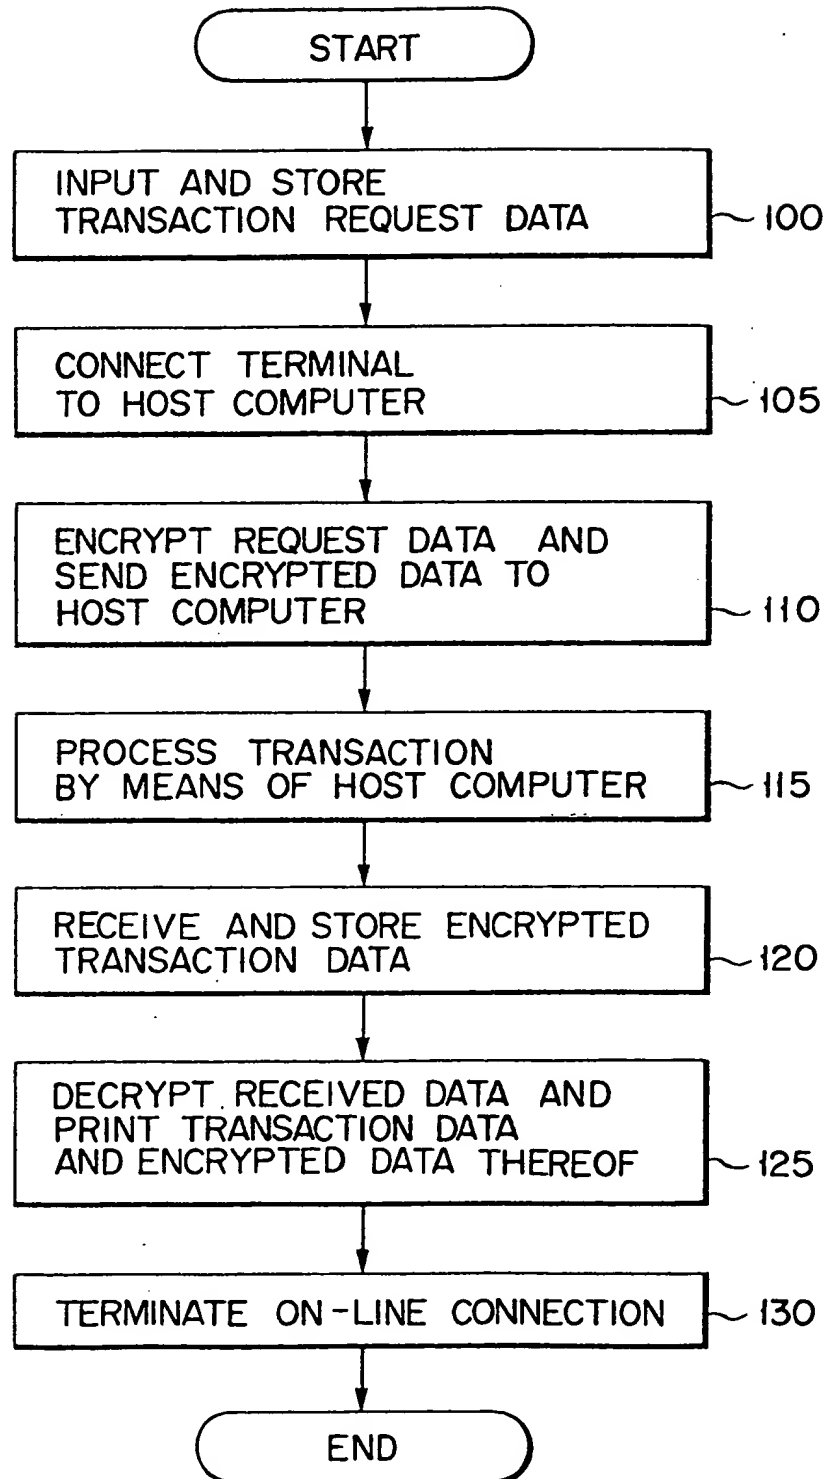 START
INPUT AND STORE
TRANSACTION REQUEST DATA
100
CONNECT TERMINAL
TO HOST COMPUTER
105
ENCRYPT REQUEST DATA AND
SEND ENCRYPTED DATA TO
HOST COMPUTER
110
PROCESS TRANSACTION
BY MEANS OF HOST COMPUTER
115
RECEIVE AND STORE ENCRYPTED
TRANSACTION DATA
120
DECRYPT RECEIVED DATA AND
PRINT TRANSACTION DATA
AND ENCRYPTED DATA THEREOF
125
TERMINATE ON-LINE CONNECTION
130
END